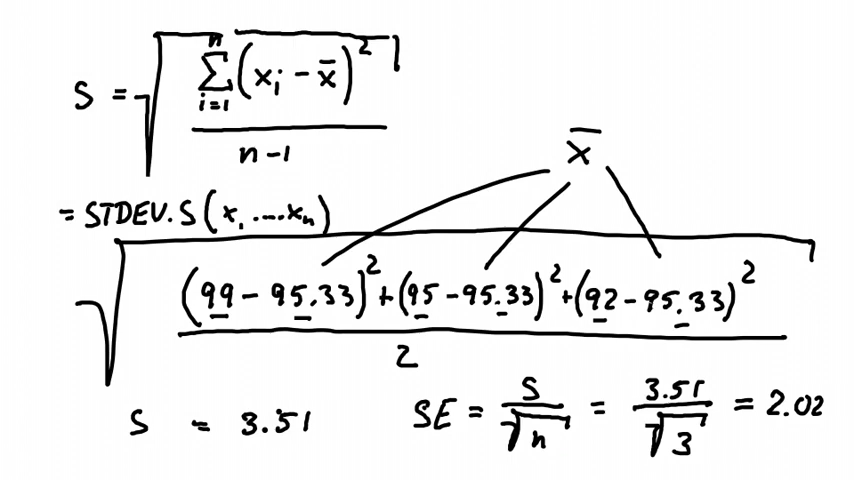 S = √( Σ_{i=1}^{n} (x_i - x̄)² / n-1 )
x̄
= STDEV.S(x₁....xₙ)
√( (99 - 95.33)² + (95 - 95.33)² + (92 - 95.33)² / 2 )
S = 3.51 SE = S/√n = 3.51/√3 = 2.02